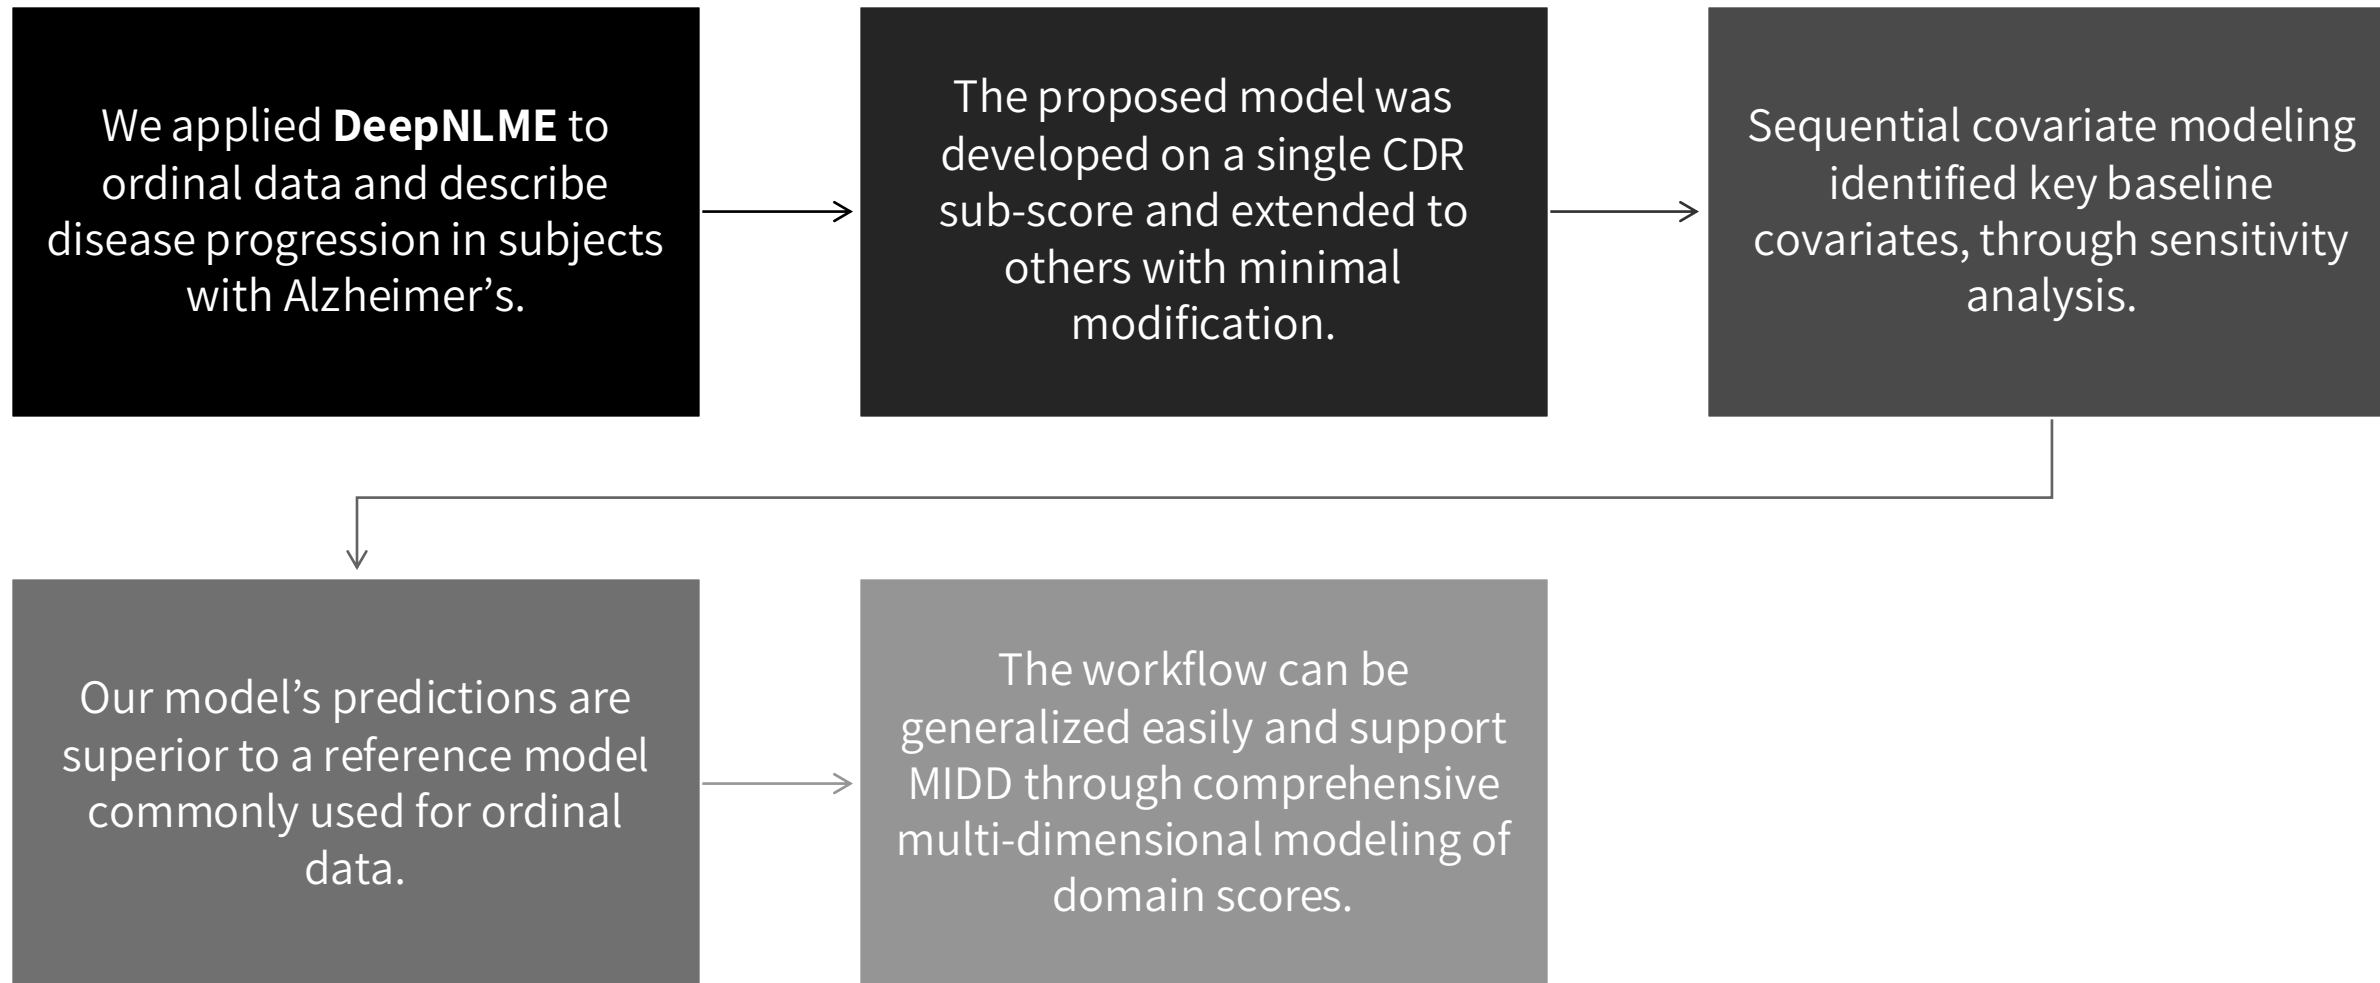 We applied DeepNLME to
ordinal data and describe
disease progression in subjects
with Alzheimer’s.
The proposed model was
developed on a single CDR
sub-score and extended to
others with minimal
modification.
Sequential covariate modeling
identified key baseline
covariates, through sensitivity
analysis.
Our model’s predictions are
superior to a reference model
commonly used for ordinal
data.
The workflow can be
generalized easily and support
MIDD through comprehensive
multi-dimensional modeling of
domain scores.